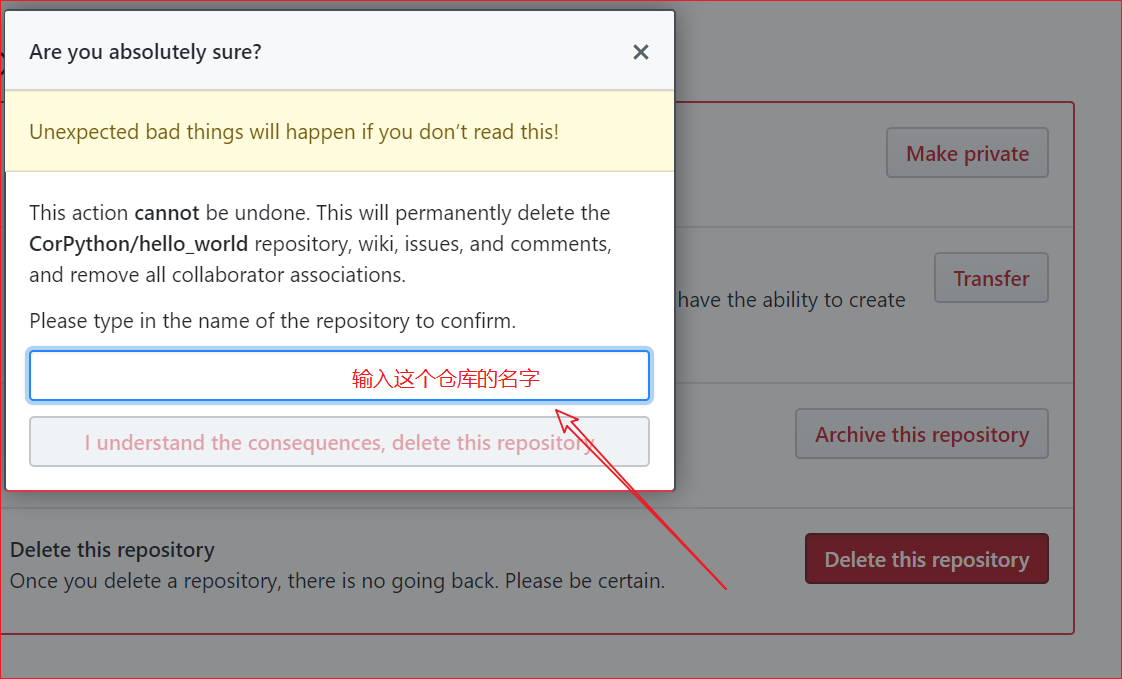 Are you absolutely sure?
Unexpected bad things will happen if you don’t read this!
This action cannot be undone. This will permanently delete the
CorPython/hello_world repository, wiki, issues, and comments,
and remove all collaborator associations.
Please type in the name of the repository to confirm.
输入这个仓库的名字
I understand the consequences, delete this repository
Make private
Transfer
have the ability to create
Archive this repository
Delete this repository
Once you delete a repository, there is no going back. Please be certain.
Delete this repository